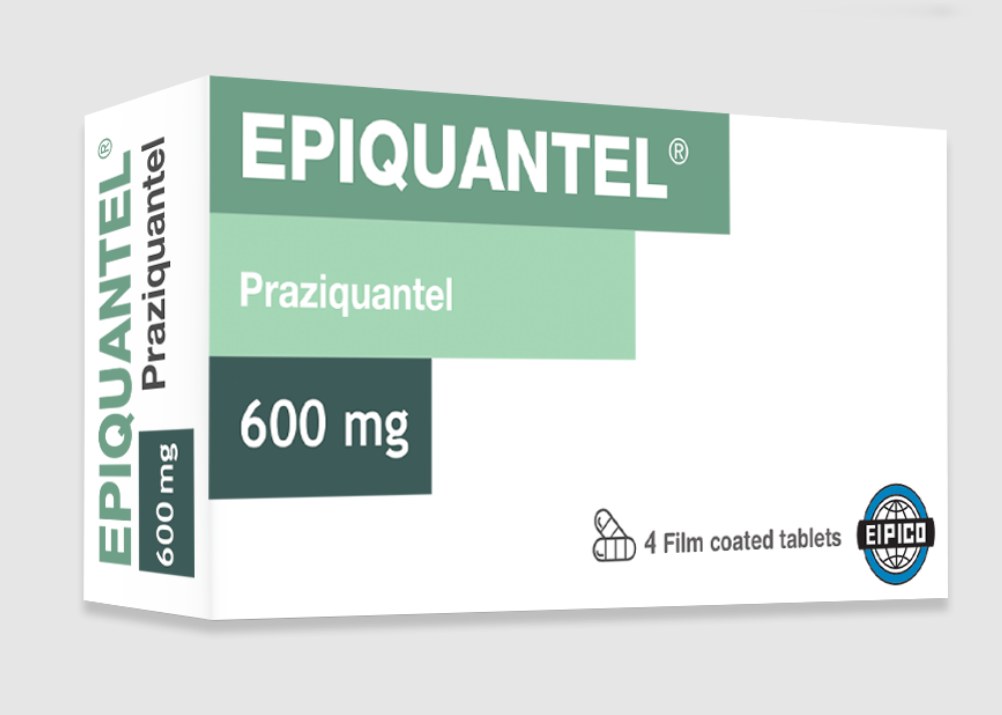 EPIQUANTEL®
Praziquantel
600 mg
EPIQUANTEL®
Praziquantel
600 mg
4 Film coated tablets
EIPICO